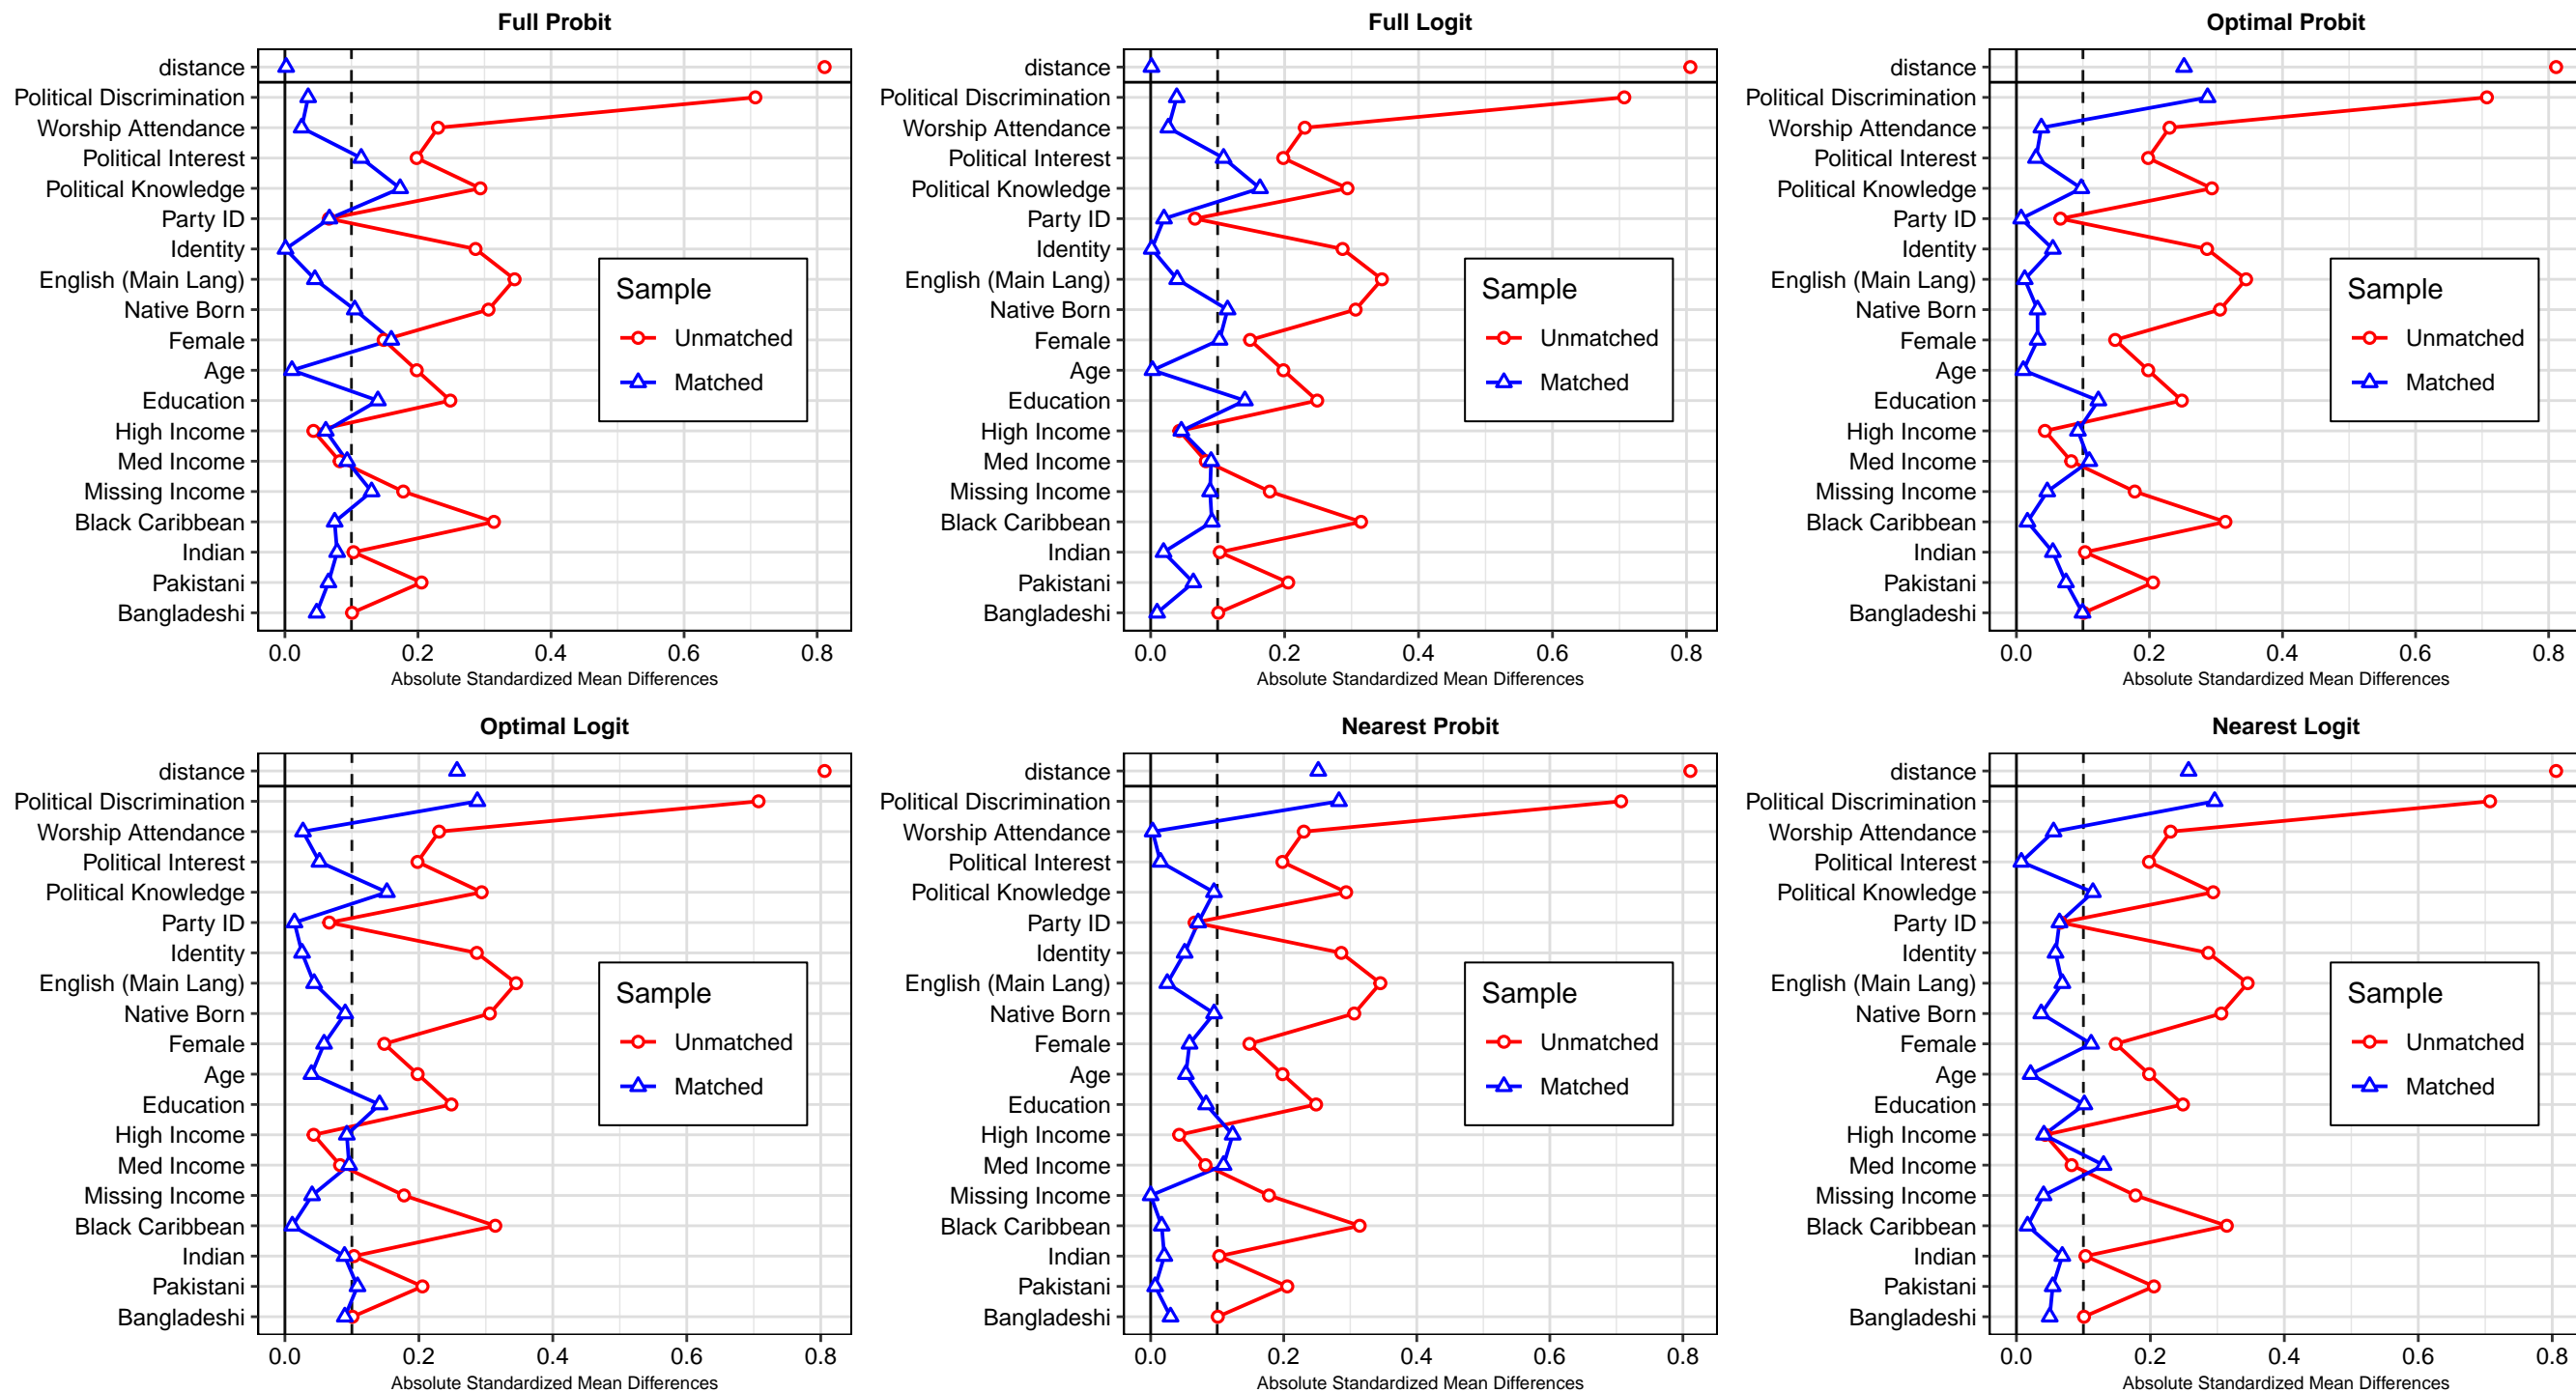 Full Probit
distance
Political Discrimination
Worship Attendance
Political Interest
Political Knowledge
Party ID
Identity
English (Main Lang)
Native Born
Female
Age
Education
High Income
Med Income
Missing Income
Black Caribbean
Indian
Pakistani
Bangladeshi
Sample
Unmatched
Matched
0.0 0.2 0.4 0.6 0.8
Absolute Standardized Mean Differences
Full Logit
distance
Political Discrimination
Worship Attendance
Political Interest
Political Knowledge
Party ID
Identity
English (Main Lang)
Native Born
Female
Age
Education
High Income
Med Income
Missing Income
Black Caribbean
Indian
Pakistani
Bangladeshi
Sample
Unmatched
Matched
0.0 0.2 0.4 0.6 0.8
Absolute Standardized Mean Differences
Optimal Probit
distance
Political Discrimination
Worship Attendance
Political Interest
Political Knowledge
Party ID
Identity
English (Main Lang)
Native Born
Female
Age
Education
High Income
Med Income
Missing Income
Black Caribbean
Indian
Pakistani
Bangladeshi
Sample
Unmatched
Matched
0.0 0.2 0.4 0.6 0.8
Absolute Standardized Mean Differences
Optimal Logit
distance
Political Discrimination
Worship Attendance
Political Interest
Political Knowledge
Party ID
Identity
English (Main Lang)
Native Born
Female
Age
Education
High Income
Med Income
Missing Income
Black Caribbean
Indian
Pakistani
Bangladeshi
Sample
Unmatched
Matched
0.0 0.2 0.4 0.6 0.8
Absolute Standardized Mean Differences
Nearest Probit
distance
Political Discrimination
Worship Attendance
Political Interest
Political Knowledge
Party ID
Identity
English (Main Lang)
Native Born
Female
Age
Education
High Income
Med Income
Missing Income
Black Caribbean
Indian
Pakistani
Bangladeshi
Sample
Unmatched
Matched
0.0 0.2 0.4 0.6 0.8
Absolute Standardized Mean Differences
Nearest Logit
distance
Political Discrimination
Worship Attendance
Political Interest
Political Knowledge
Party ID
Identity
English (Main Lang)
Native Born
Female
Age
Education
High Income
Med Income
Missing Income
Black Caribbean
Indian
Pakistani
Bangladeshi
Sample
Unmatched
Matched
0.0 0.2 0.4 0.6 0.8
Absolute Standardized Mean Differences